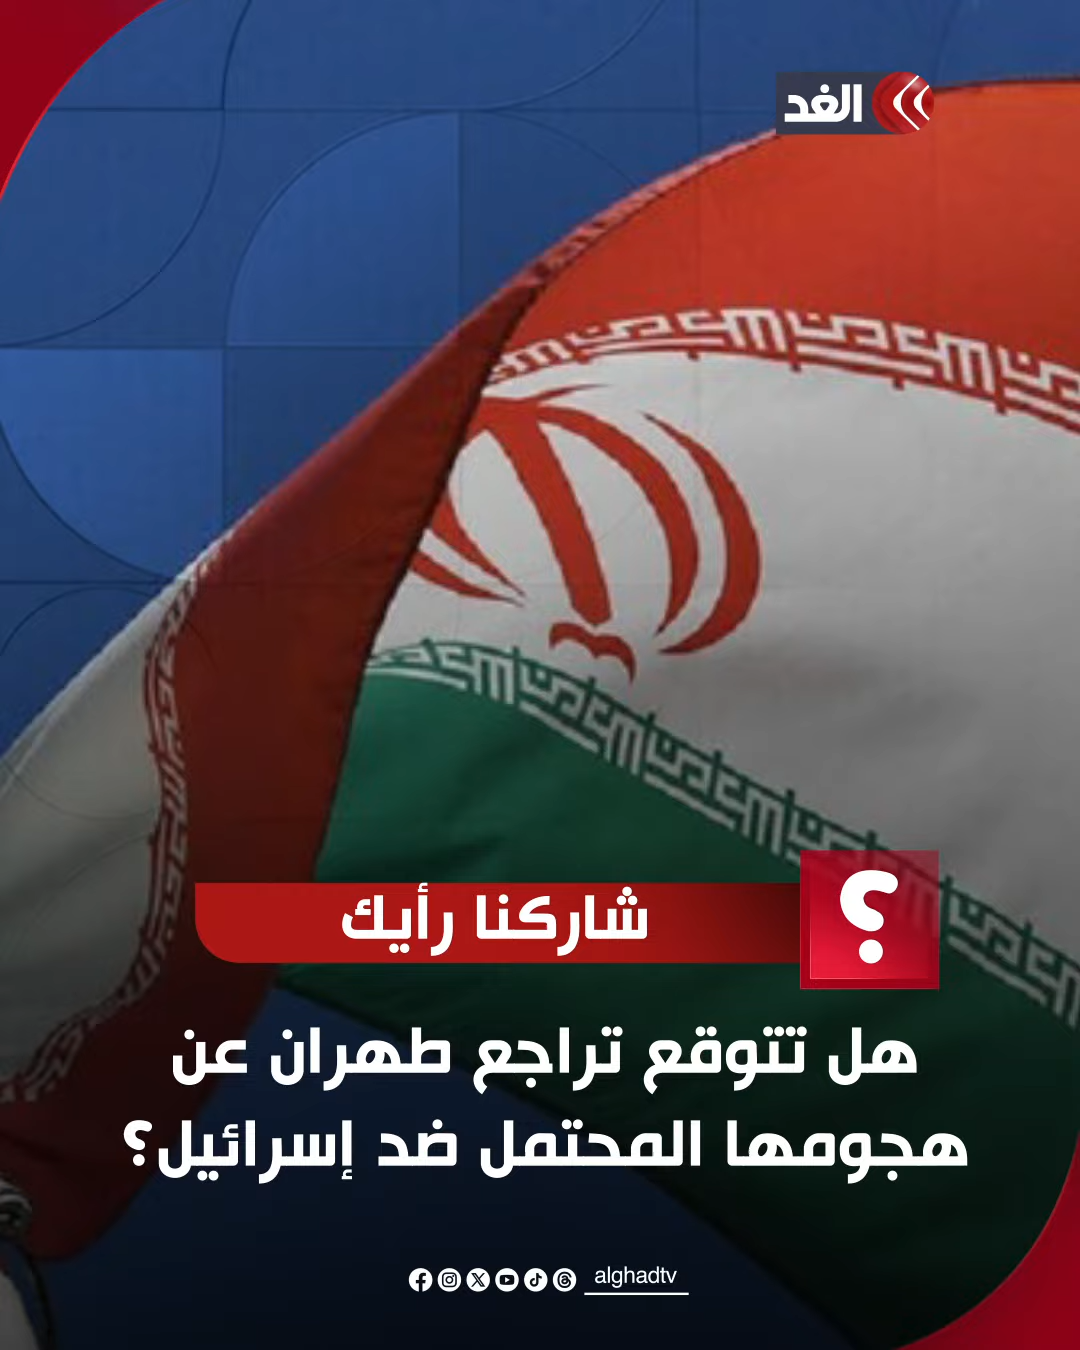 الغد
شاركنا رأيك
؟
هل تتوقع تراجع طهران عن
هجومها المحتمل ضد إسرائيل؟
alghadtv